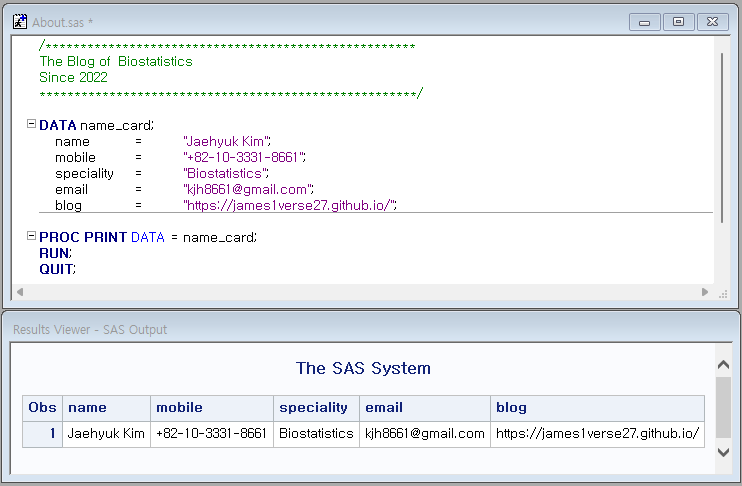 About.sas *
/*****************************************************
The Blog of Biostatistics
Since 2022
******************************************************/
DATA name_card;
name = "Jaehyuk Kim";
mobile = "+82-10-3331-8661";
speciality = "Biostatistics";
email = "kjh8661@gmail.com";
blog = "https://james1verse27.github.io/";
PROC PRINT DATA = name_card;
RUN;
QUIT;
Results Viewer - SAS Output
The SAS System
Obs name mobile speciality email blog
1 Jaehyuk Kim +82-10-3331-8661 Biostatistics kjh8661@gmail.com https://james1verse27.github.io/